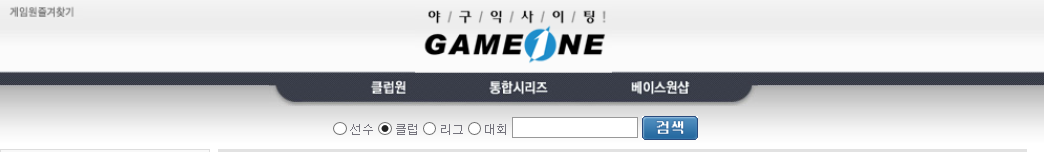 게임원즐겨찾기
야/구/익/사/이/팅!
GAME1NE
클럽원 통합시리즈 베이스원샵
선수 클럽 리그 대회 검색